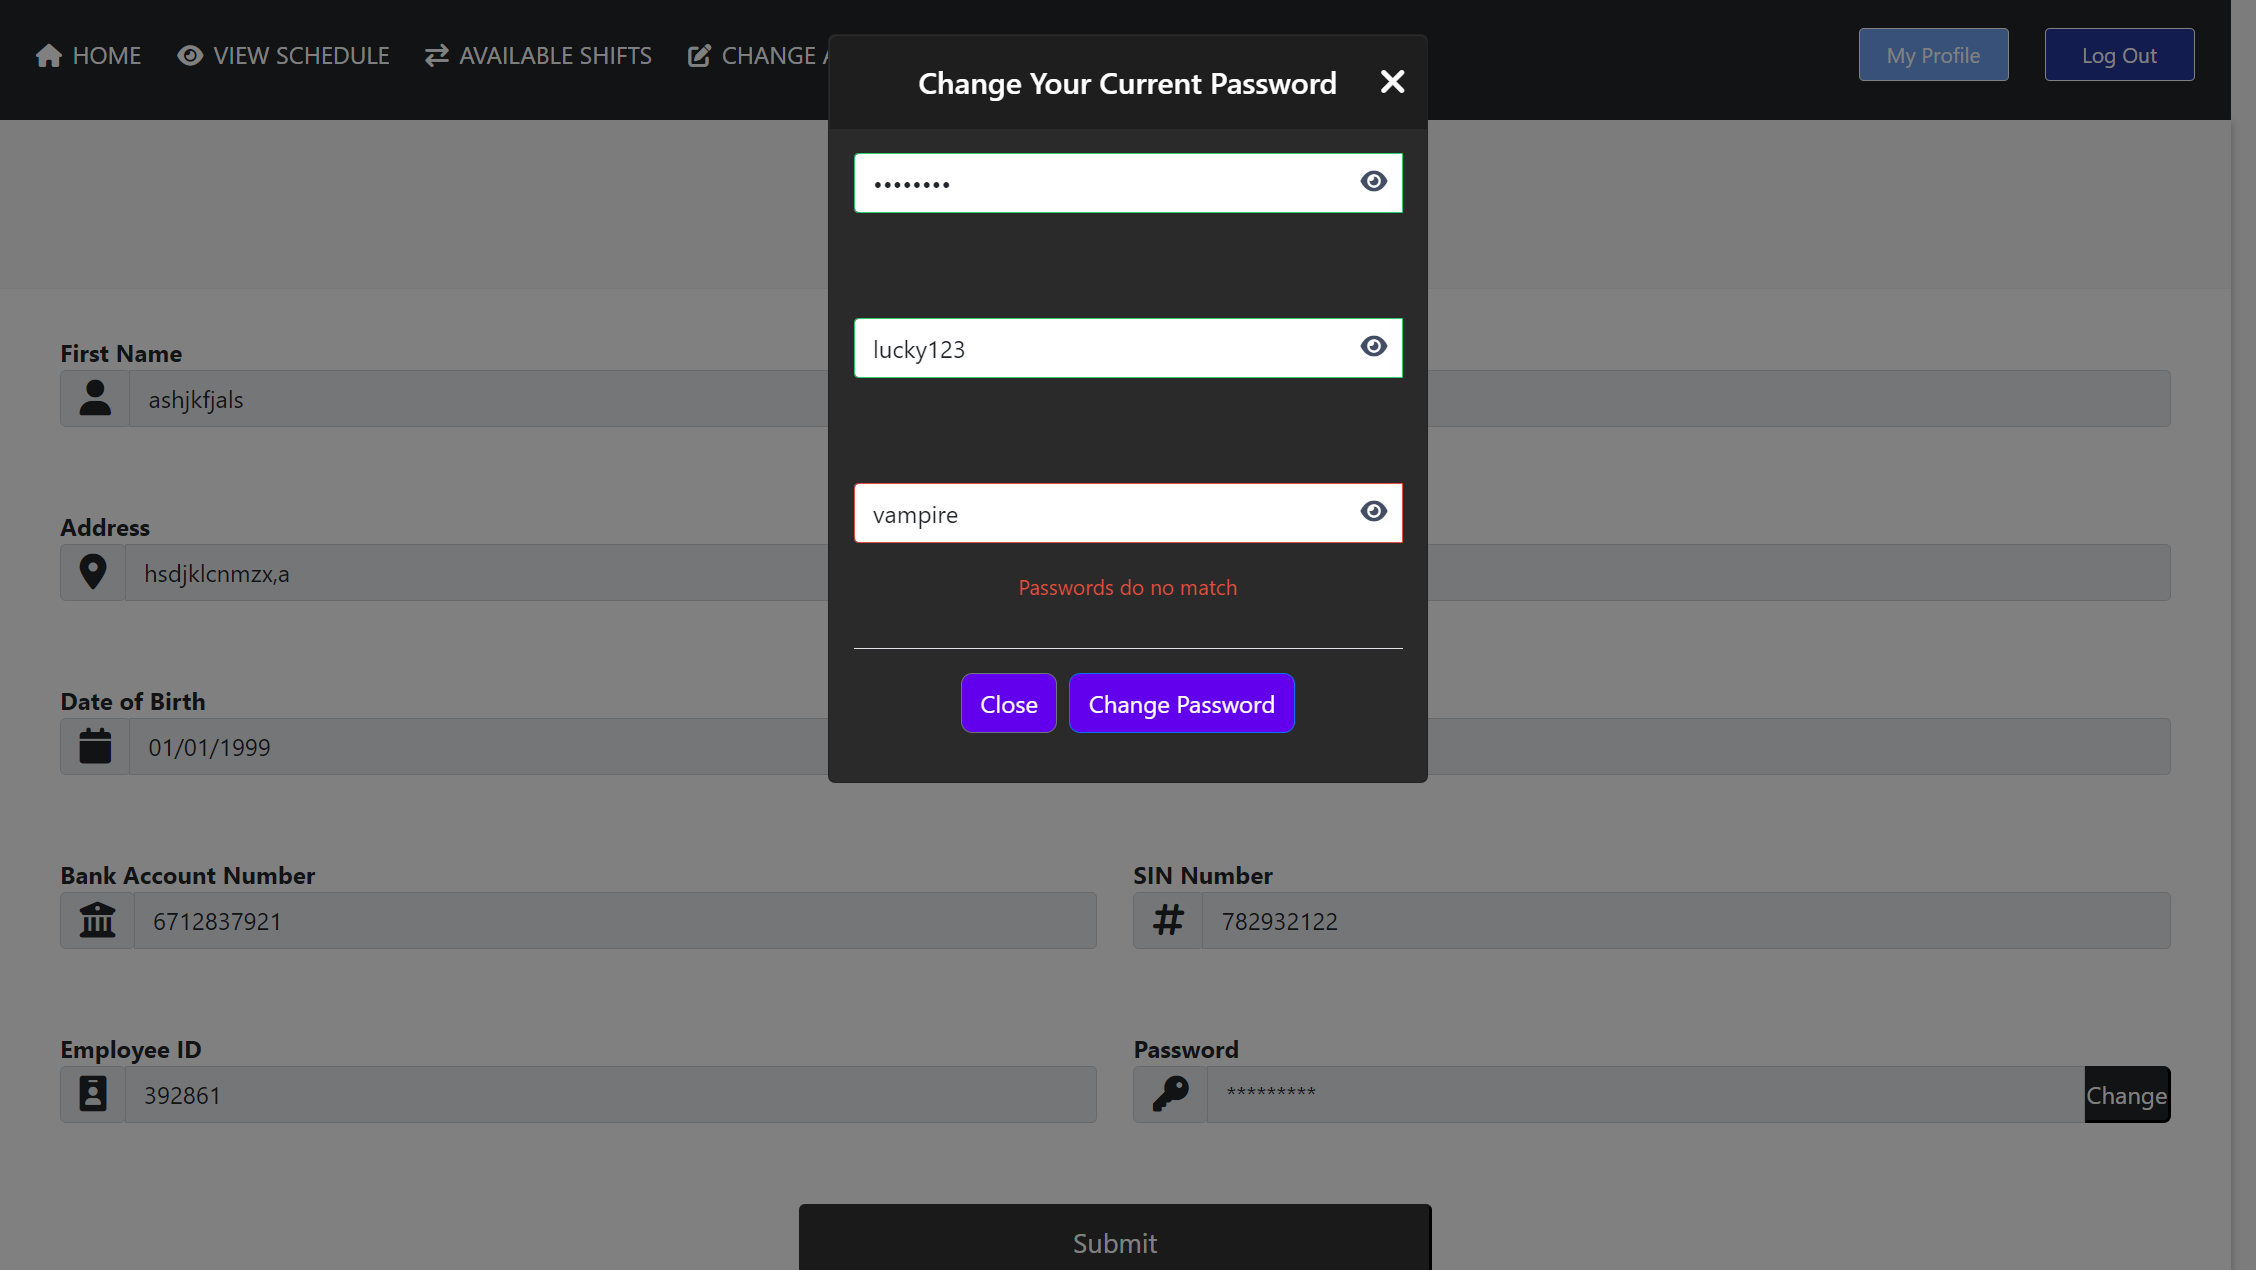 HOME VIEW SCHEDULE AVAILABLE SHIFTS CHANGE My Profile Log Out
Change Your Current Password
••••••••
lucky123
vampire
Passwords do no match
Close Change Password
First Name
ashjkfjals
Address
hsdjklcnmzx,a
Date of Birth
01/01/1999
Bank Account Number SIN Number
6712837921 782932122
Employee ID Password
392861 ********* Change
Submit